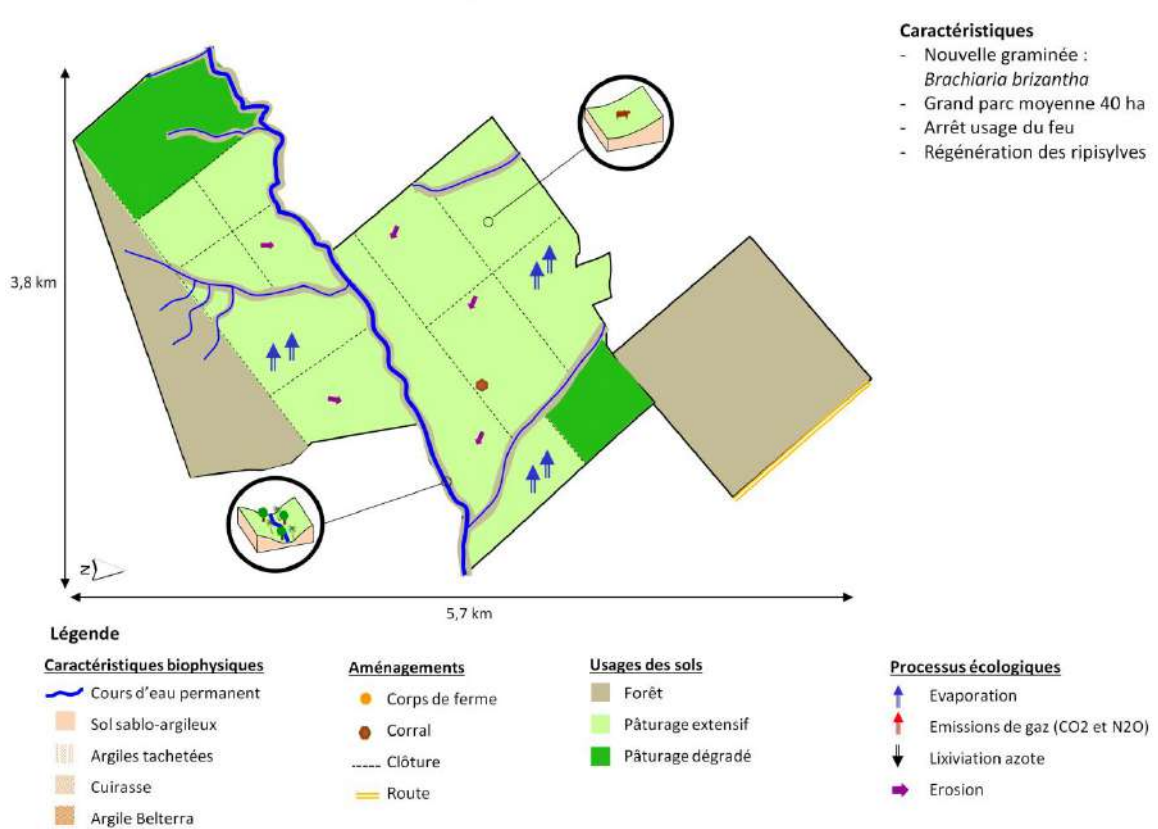 Caractéristiques
- Nouvelle graminée :
Brachiaria brizantha
- Grand parc moyenne 40 ha
- Arrêt usage du feu
- Régénération des ripisylves
3,8 km
N
5,7 km
Légende
Caractéristiques biophysiques
Cours d'eau permanent
Sol sablo-argileux
Argiles tachetées
Cuirasse
Argile Belterra
Aménagements
Corps de ferme
Corral
Clôture
Route
Usages des sols
Forêt
Pâturage extensif
Pâturage dégradé
Processus écologiques
Evaporation
Emissions de gaz (CO2 et N2O)
Lixiviation azote
Erosion